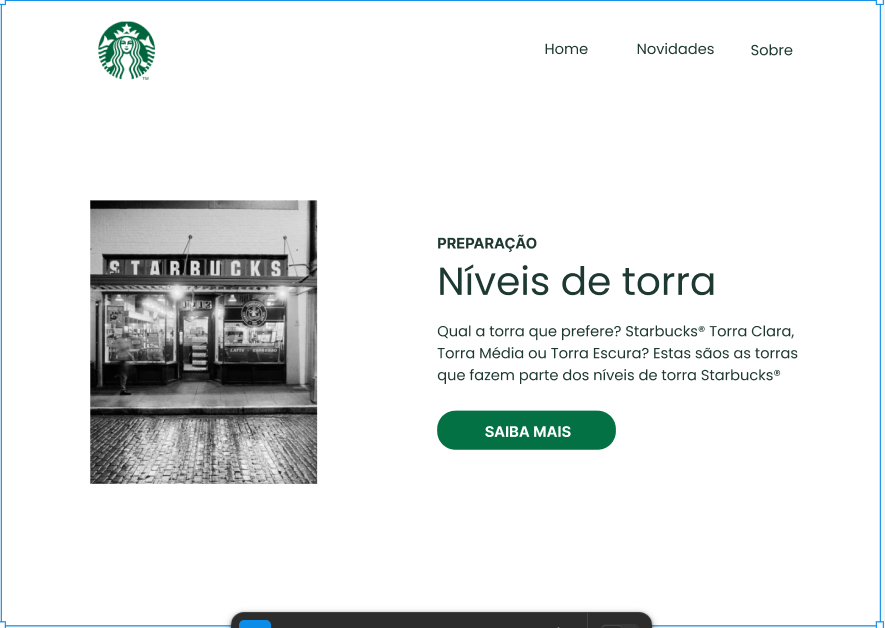 Home
Novidades
Sobre
STARBUCKS
PREPARAÇÃO
Níveis de torra
Qual a torra que prefere? Starbucks® Torra Clara,
Torra Média ou Torra Escura? Estas sãos as torras
que fazem parte dos níveis de torra Starbucks®
SAIBA MAIS